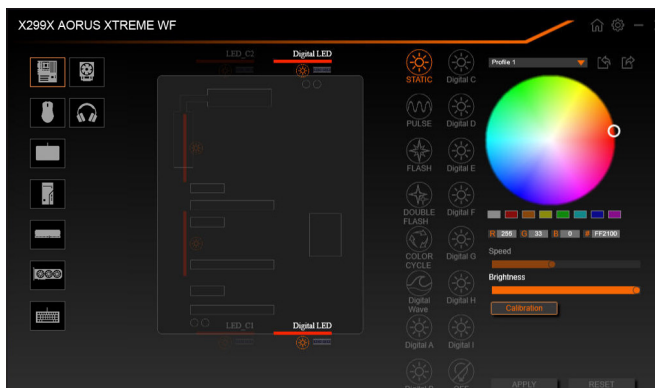 X299X AORUS XTREME WF
LED_C2
Digital LED
LED_C1
Digital LED
STATIC
Digital C
PULSE
Digital D
FLASH
Digital E
DOUBLE FLASH
Digital F
COLOR CYCLE
Digital G
Digital Wave
Digital H
Digital A
Digital I
Digital B
OFF
Profile 1
R 255 G 33 B 0 # FF2100
Speed
Brightness
Calibration
APPLY
RESET